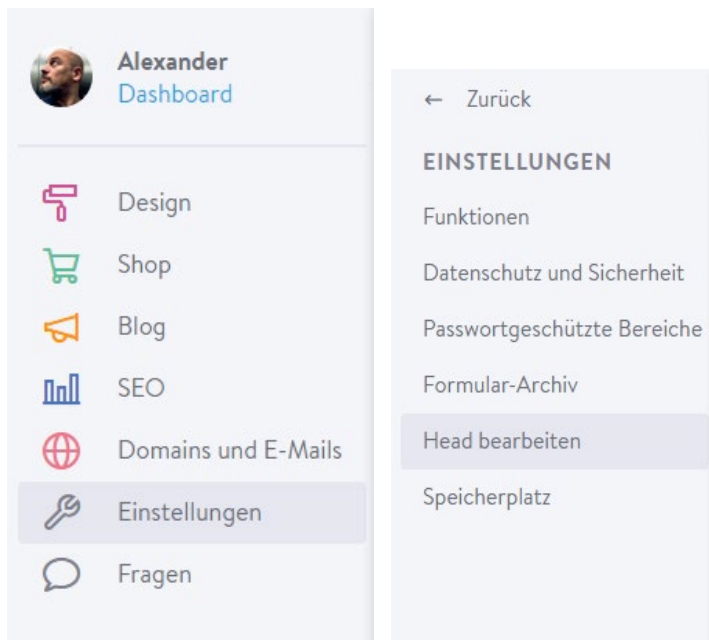 Alexander
Dashboard
Design
Shop
Blog
SEO
Domains und E-Mails
Einstellungen
Fragen
← Zurück
EINSTELLUNGEN
Funktionen
Datenschutz und Sicherheit
Passwortgeschützte Bereiche
Formular-Archiv
Head bearbeiten
Speicherplatz